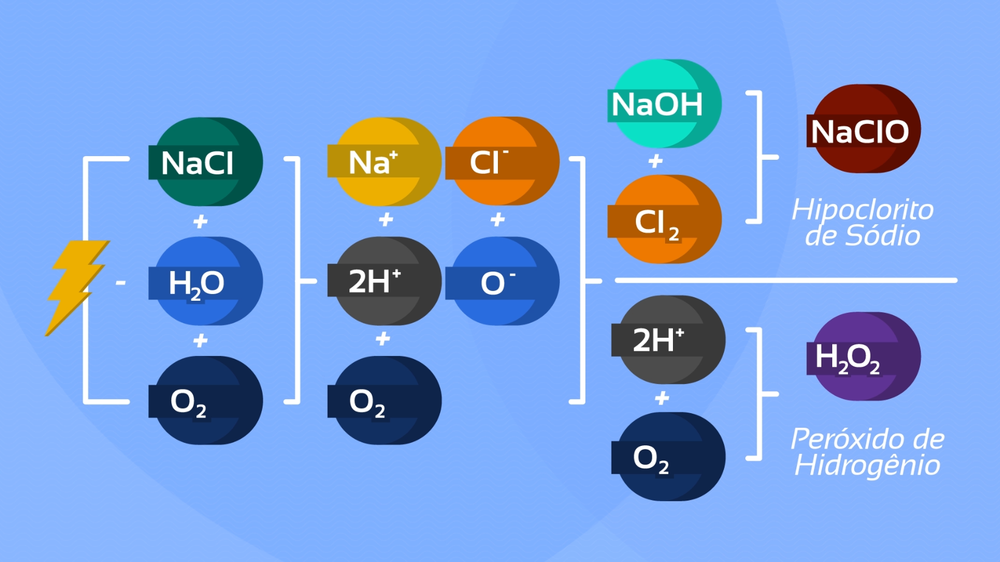 NaCl
+
- H₂O
+
O₂
Na⁺ Cl⁻
+ +
2H⁺ O⁻
+
O₂
NaOH
+
Cl₂
NaClO
Hipoclorito
de Sódio
2H⁺
+
O₂
H₂O₂
Peróxido de
Hidrogênio